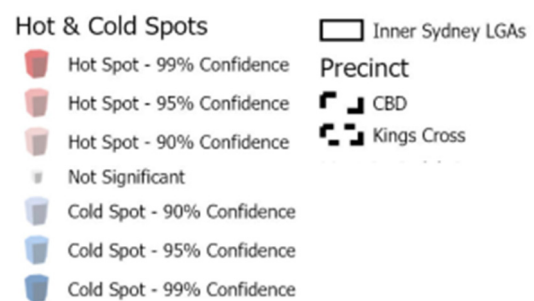 Hot & Cold Spots
Hot Spot - 99% Confidence
Hot Spot - 95% Confidence
Hot Spot - 90% Confidence
Not Significant
Cold Spot - 90% Confidence
Cold Spot - 95% Confidence
Cold Spot - 99% Confidence
Inner Sydney LGAs
Precinct
CBD
Kings Cross